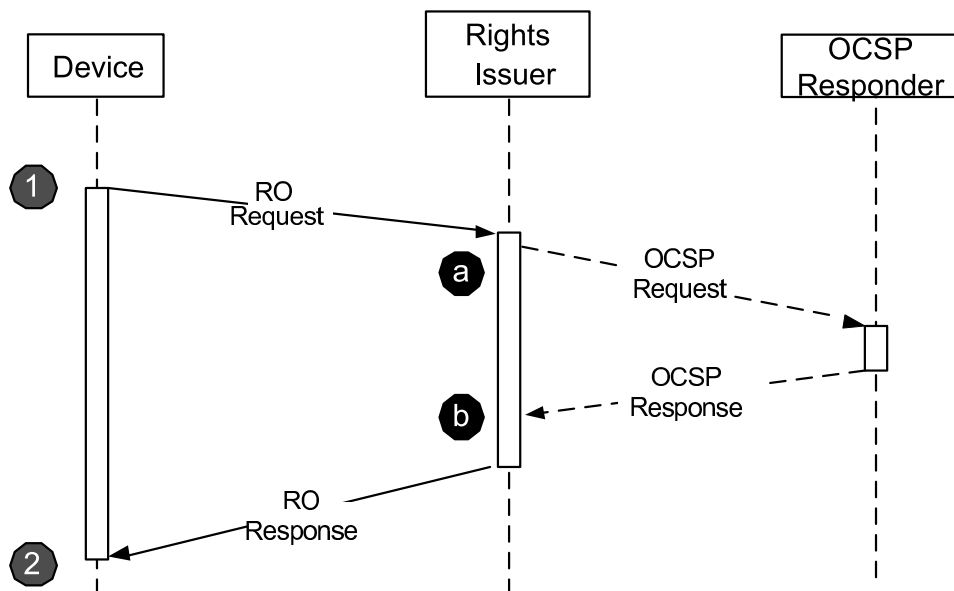 Device
Rights
Issuer
OCSP
Responder
1
RO
Request
a
OCSP
Request
OCSP
Response
b
RO
Response
2